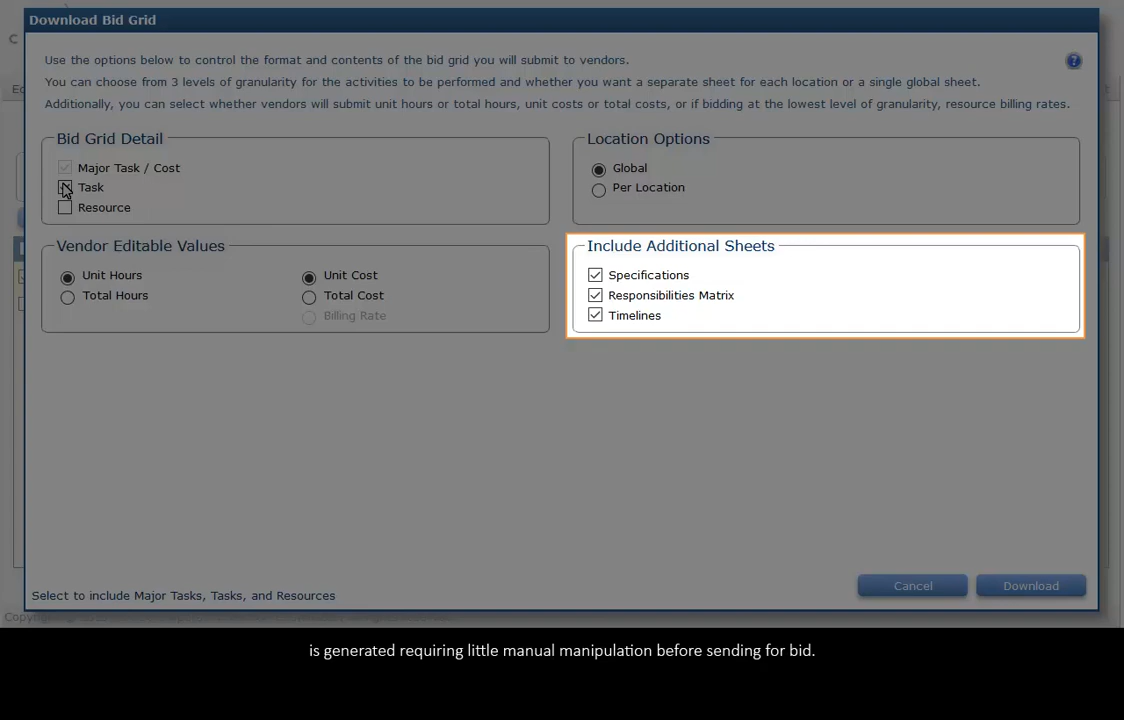 Download Bid Grid
Use the options below to control the format and contents of the bid grid you will submit to vendors.
You can choose from 3 levels of granularity for the activities to be performed and whether you want a separate sheet for each location or a single global sheet.
Additionally, you can select whether vendors will submit unit hours or total hours, unit costs or total costs, or if bidding at the lowest level of granularity, resource billing rates.
Bid Grid Detail
Major Task / Cost
Task
Resource
Location Options
Global
Per Location
Vendor Editable Values
Unit Hours
Total Hours
Unit Cost
Total Cost
Billing Rate
Include Additional Sheets
Specifications
Responsibilities Matrix
Timelines
Cancel
Download
Select to include Major Tasks, Tasks, and Resources
is generated requiring little manual manipulation before sending for bid.